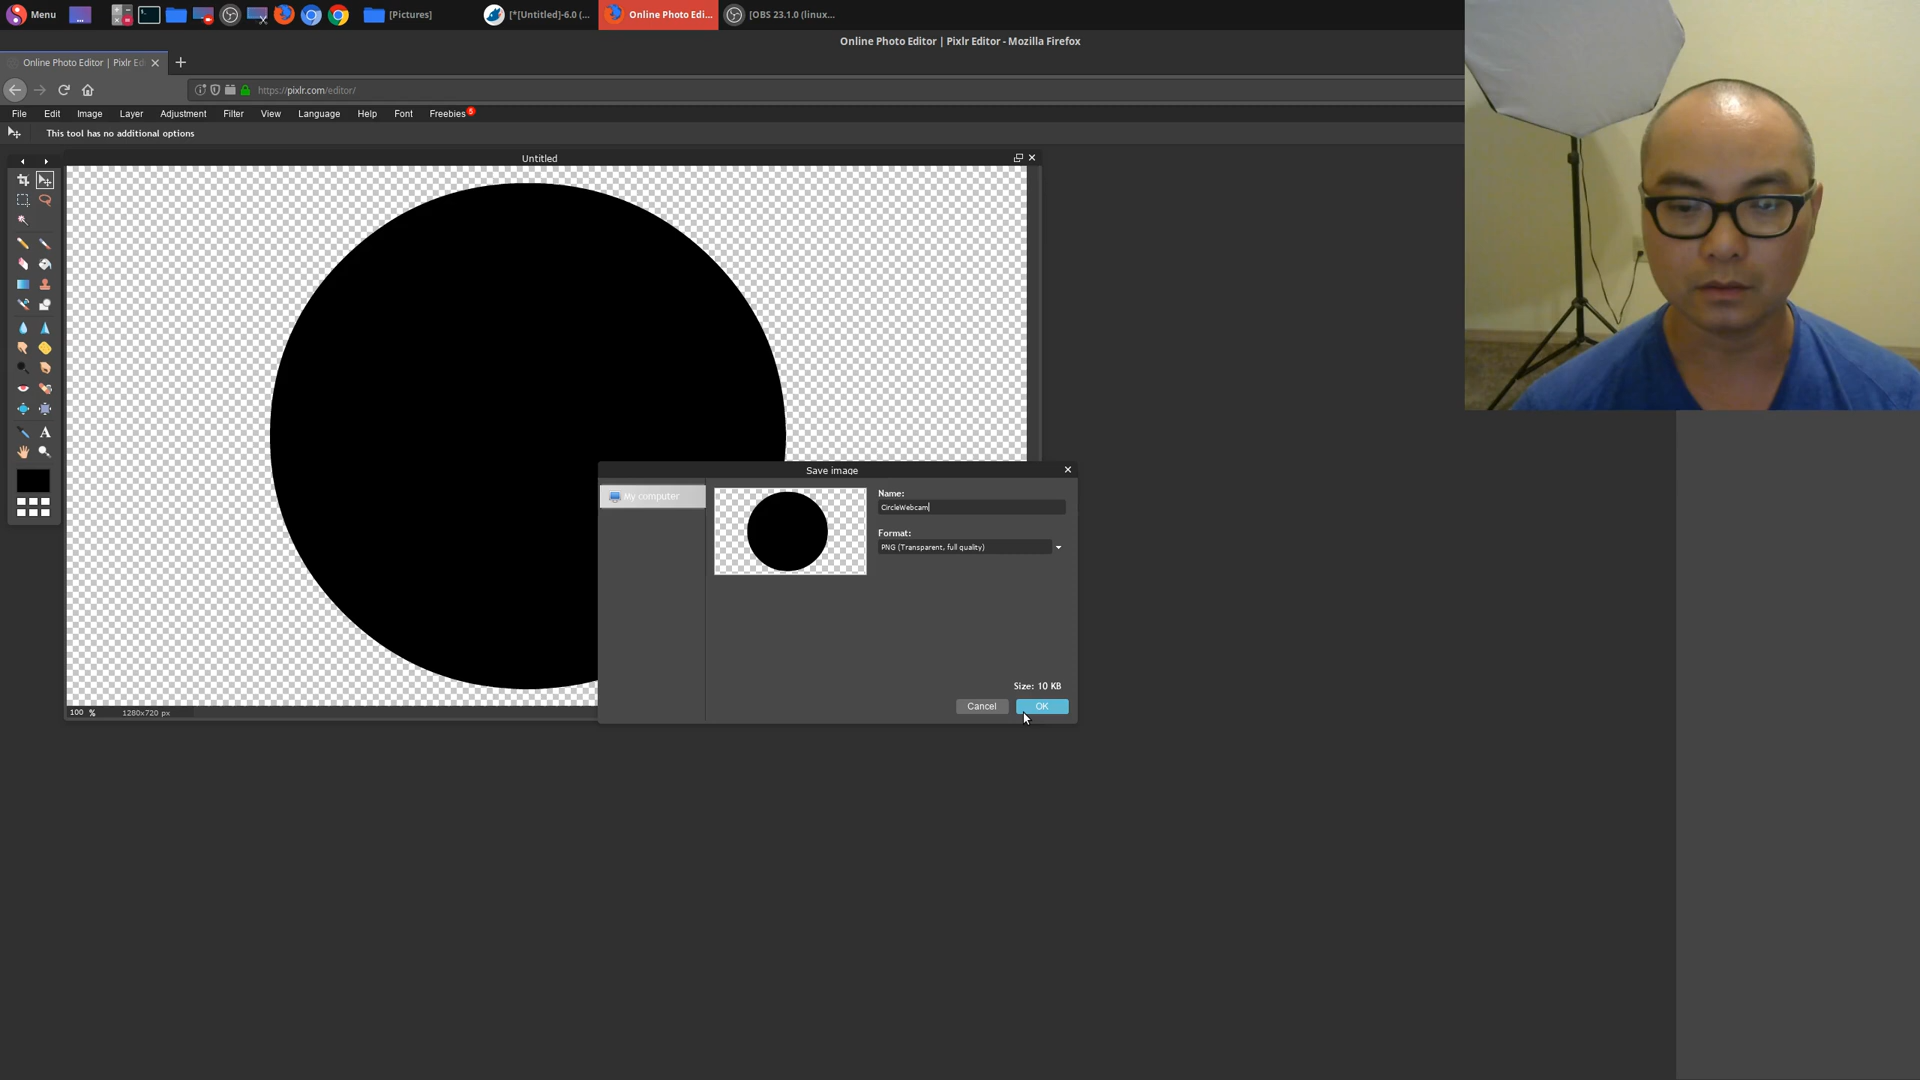 Menu
[Pictures]
[*[Untitled]-6.0 (...
Online Photo Edi...
[OBS 23.1.0 (linux...
Online Photo Editor | Pixlr Editor - Mozilla Firefox
Online Photo Editor | Pixlr Ed
https://pixlr.com/editor/
File Edit Image Layer Adjustment Filter View Language Help Font Freebies
This tool has no additional options
Untitled
Save image
My computer
Name:
CircleWebcam
Format:
PNG (Transparent, full quality)
Size: 10 KB
Cancel
OK
100 %
1280x720 px